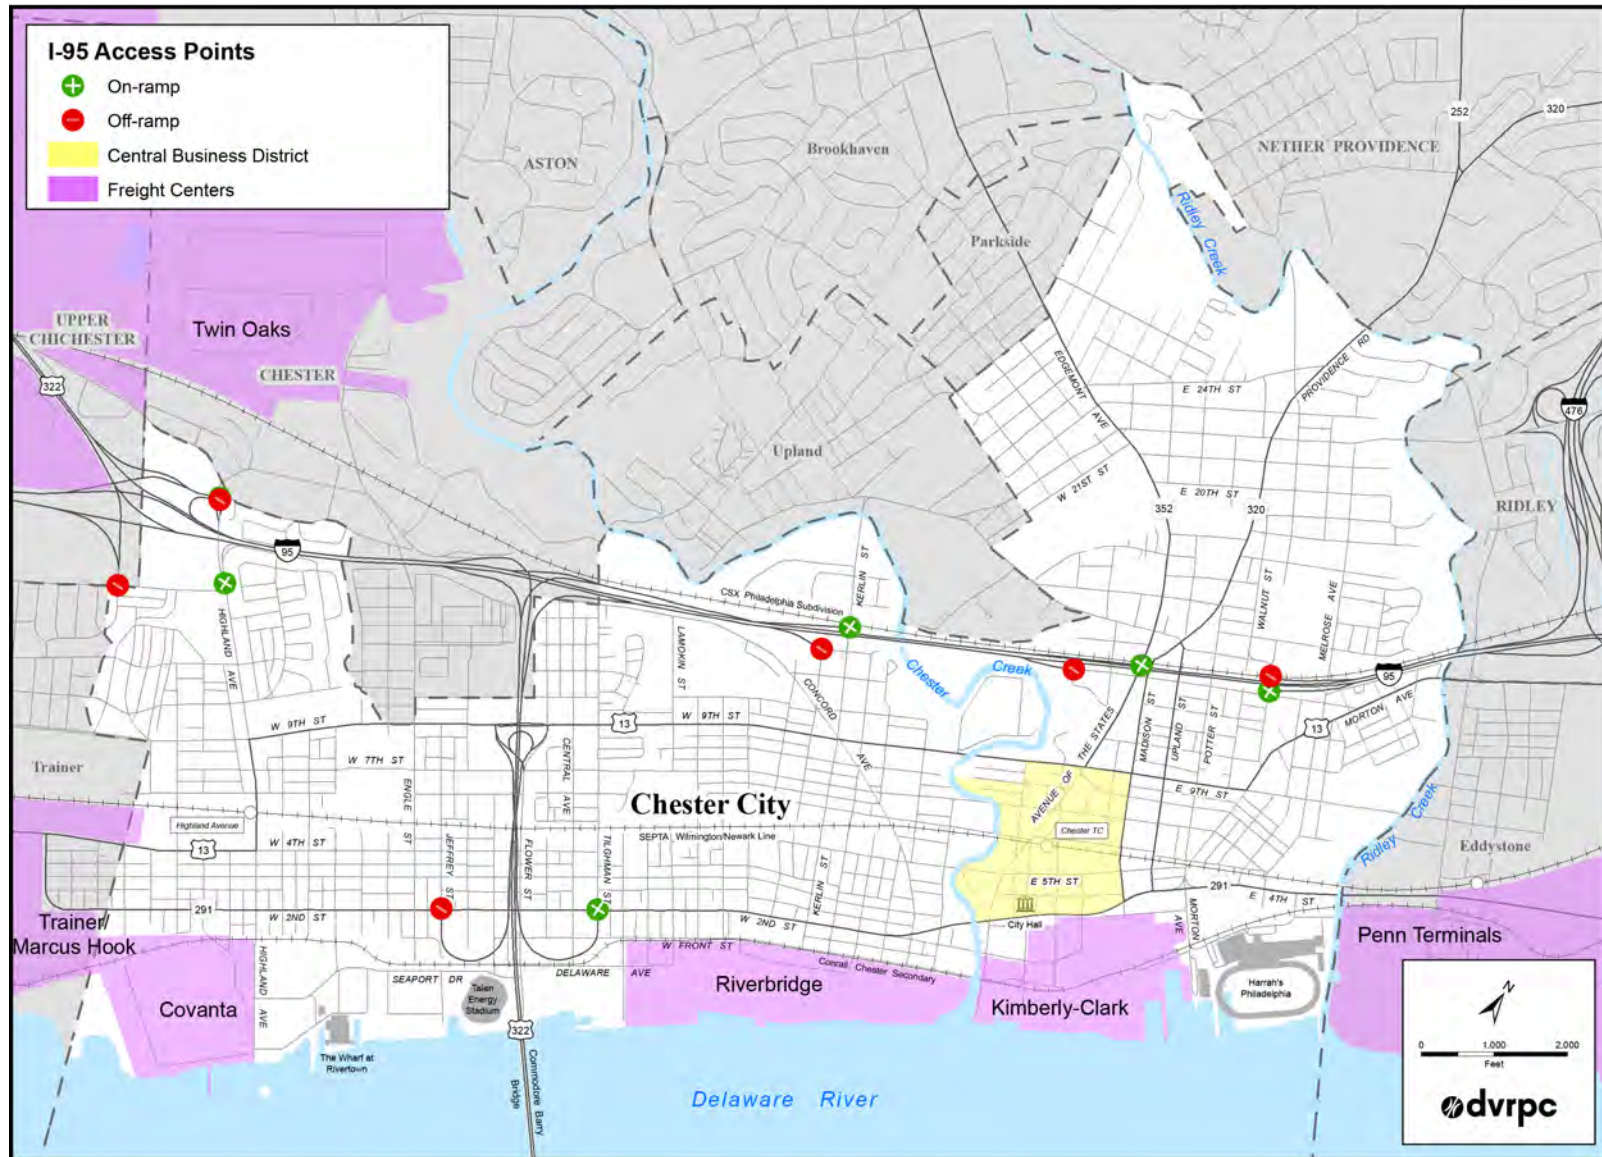 I-95 Access Points
On-ramp
Off-ramp
Central Business District
Freight Centers
ASTON
Brookhaven
252
320
NETHER PROVIDENCE
Ridley Creek
Parkside
UPPER
CHICHESTER
Twin Oaks
CHESTER
322
EDGEMONT AVE
E 24TH ST
PROVIDENCE RD
476
Upland
W 21ST ST
E 20TH ST
352
320
RIDLEY
95
CSX Philadelphia Subdivision
KERLIN ST
WALNUT ST
MELROSE AVE
HIGHLAND AVE
LAMOKIN ST
CONCORD AVE
Chester Creek
95
W 9TH ST
13
W 9TH ST
AVENUE OF THE STATES
MADISON ST
UPLAND ST
POTTER ST
13
MORTON AVE
Trainer
W 7TH ST
ENGLE ST
CENTRAL AVE
Chester City
E 9TH ST
Ridley Creek
Highland Avenue
13
W 4TH ST
JEFFREY ST
FLOWER ST
TILGHMAN ST
SEPTA Wilmington/Newark Line
KERLIN ST
Chester TC
E 5TH ST
Eddystone
291
W 2ND ST
W 2ND ST
City Hall
291
E 4TH ST
MORTON AVE
Trainer/
Marcus Hook
W FRONT ST
Conrail Chester Secondary
Penn Terminals
HIGHLAND AVE
SEAPORT DR
DELAWARE AVE
Talen
Energy
Stadium
Riverbridge
Harrah's
Philadelphia
Covanta
Kimberly-Clark
322
The Wharf at
Rivertown
Commodore Barry
Bridge
Delaware River
N
0 1,000 2,000
Feet
dvrpc